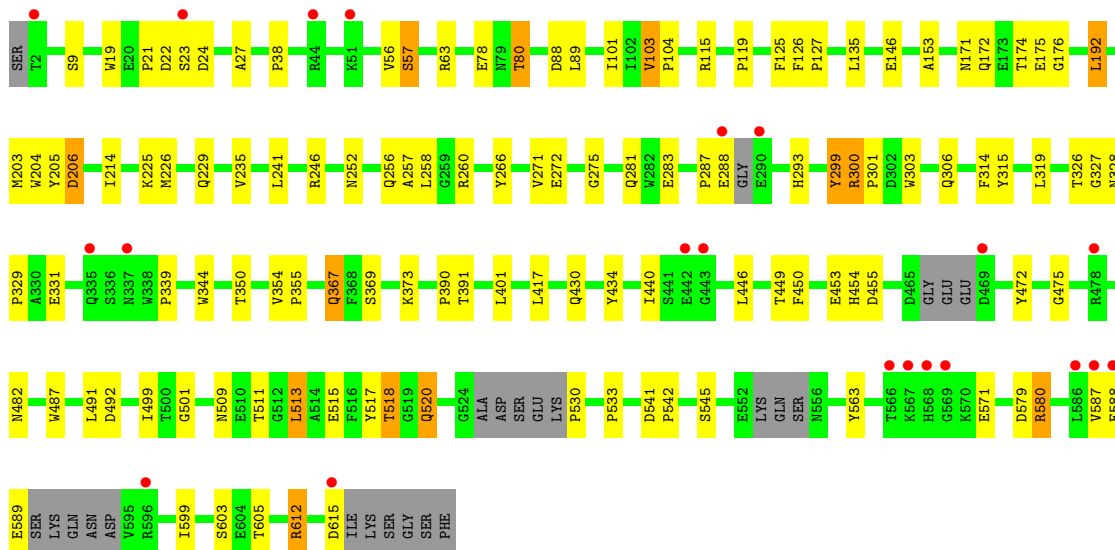 SER T2 S9 W19 E20 P21 D22 S23 D24 A27 P38 R44 K51 V56 S57 R63 E78 N79 T80 D88 L89 I101 I102 V103 P104 R115 P119 F125 F126 P127 L135 E146 A153 N171 Q172 E173 T174 E175 G176 L192
M203 W204 Y205 D206 I214 K225 M226 Q229 V235 L241 R246 N252 Q256 A257 L258 G259 R260 Y266 V271 E272 G275 Q281 W282 E283 P287 E288 GLY E290 H293 Y299 R300 P301 D302 W303 Q306 F314 Y315 L319 T326 G327 N328
P329 A330 E331 Q335 S336 N337 W338 P339 W344 T350 V354 P355 Q367 F368 S369 K373 P390 T391 L401 L417 Q430 Y434 I440 S441 E442 G443 L446 T449 F450 E453 H454 D455 D465 GLY GLU GLU D469 Y472 G475 R478
N482 W487 L491 D492 I499 T500 G501 N509 E510 T511 G512 L513 A514 E515 F516 Y517 T518 G519 Q520 G524 ALA ASP SER GLU LYS P530 P533 D541 P542 S545 E552 LYS GLN SER N556 Y563 T566 K567 H568 G569 K570 E571 D579 R580 L586 V587
E589 SER LYS GLN ASN ASP V595 R596 I599 S603 E604 T605 R612 D615 ILE LYS SER GLY SER PHE